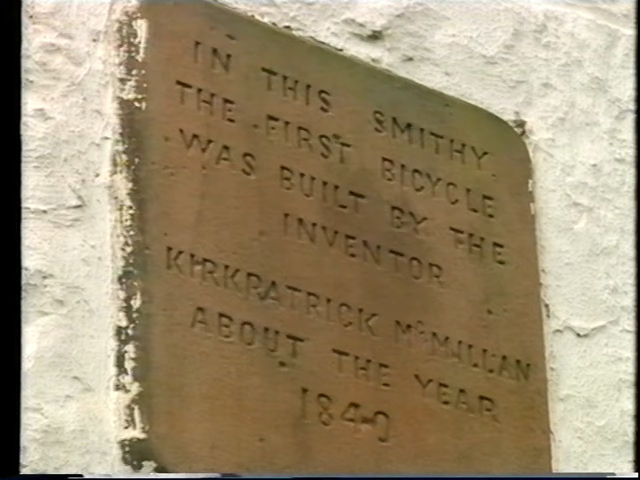 IN THIS SMITHY
THE FIRST BICYCLE
WAS BUILT BY THE
INVENTOR
KIRKPATRICK McMILLAN
ABOUT THE YEAR
1840